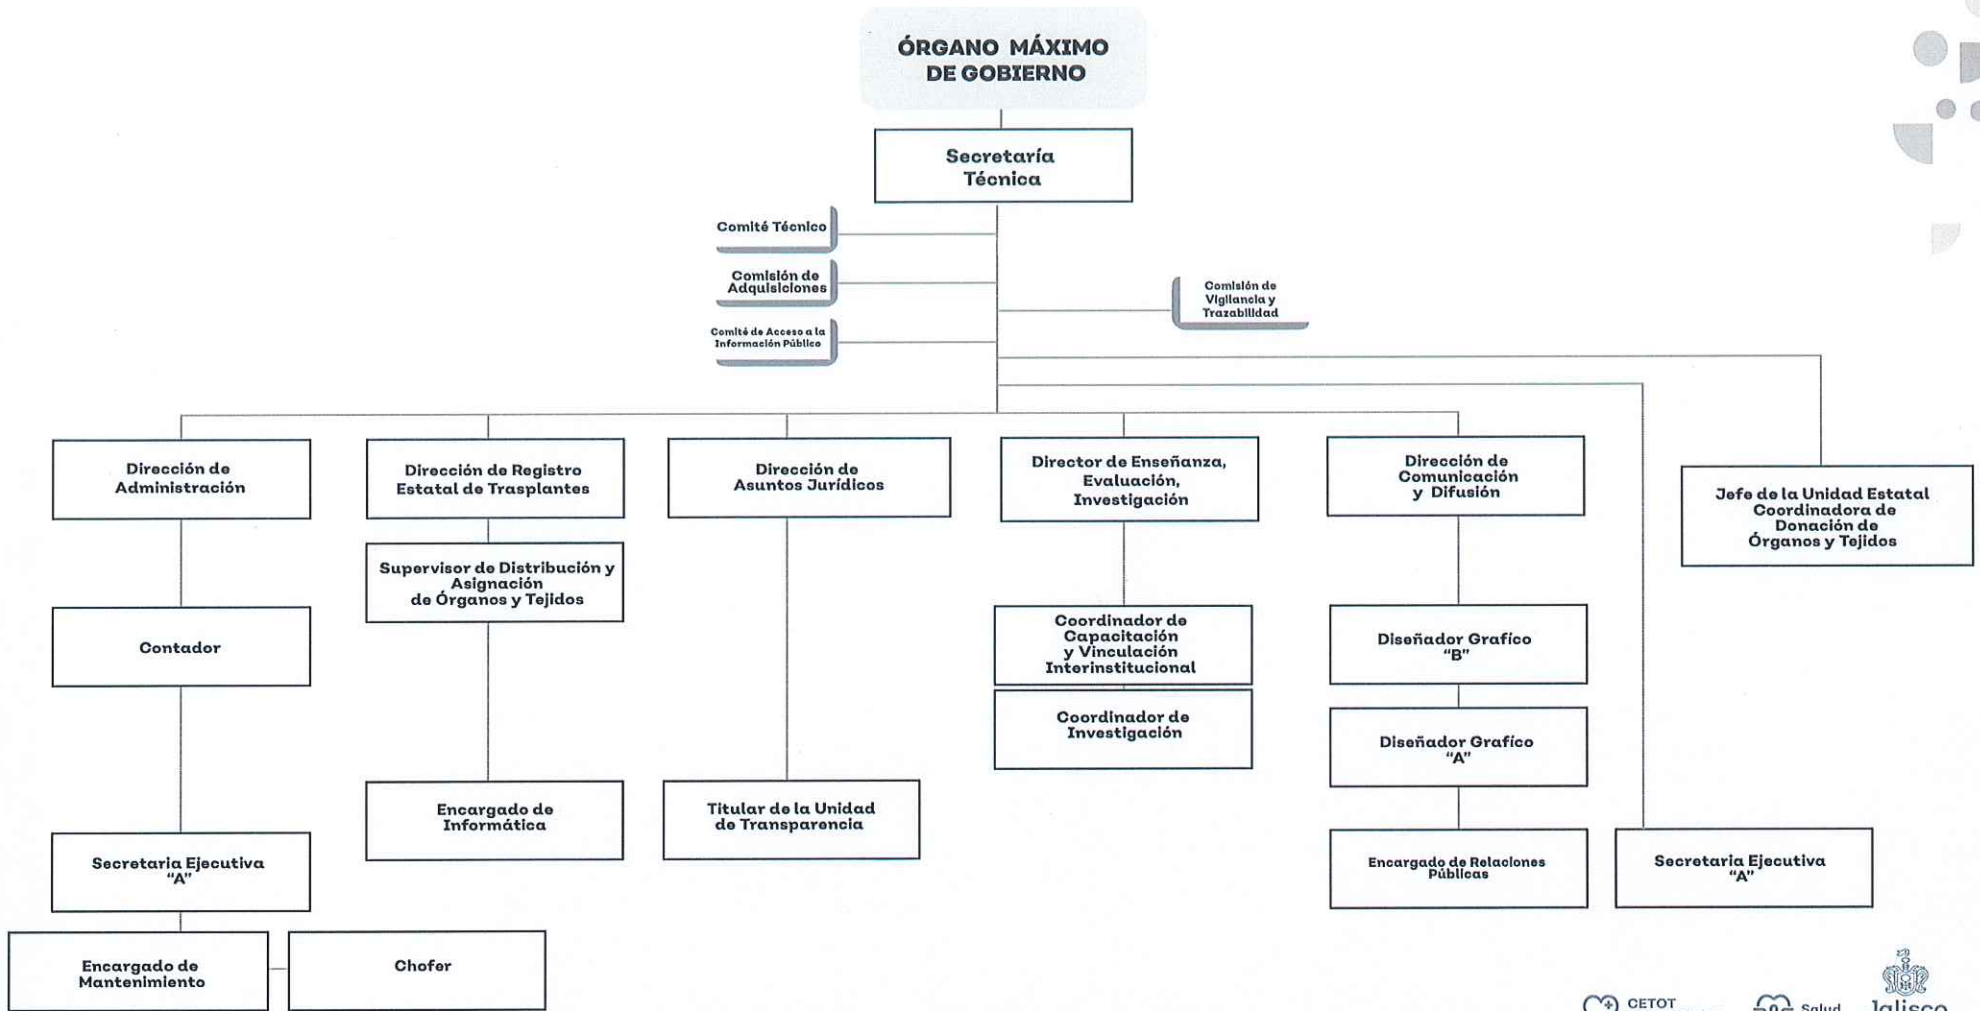 ÓRGANO MÁXIMO
DE GOBIERNO
Secretaría
Técnica
Comité Técnico
Comisión de
Adquisiciones
Comité de Acceso a la
Información Público
Comisión de
Vigilancia y
Trazabilidad
Dirección de
Administración
Dirección de Registro
Estatal de Trasplantes
Dirección de
Asuntos Jurídicos
Director de Enseñanza,
Evaluación,
Investigación
Dirección de
Comunicación
y Difusión
Jefe de la Unidad Estatal
Coordinadora de
Donación de
Órganos y Tejidos
Supervisor de Distribución y
Asignación
de Órganos y Tejidos
Contador
Coordinador de
Capacitación
y Vinculación
Interinstitucional
Diseñador Grafíco
“B”
Coordinador de
Investigación
Diseñador Grafíco
“A”
Encargado de
Informática
Titular de la Unidad
de Transparencia
Secretaria Ejecutiva
“A”
Encargado de Relaciones
Públicas
Secretaria Ejecutiva
“A”
Encargado de
Mantenimiento
Chofer
CETOT
Salud
Jalisco